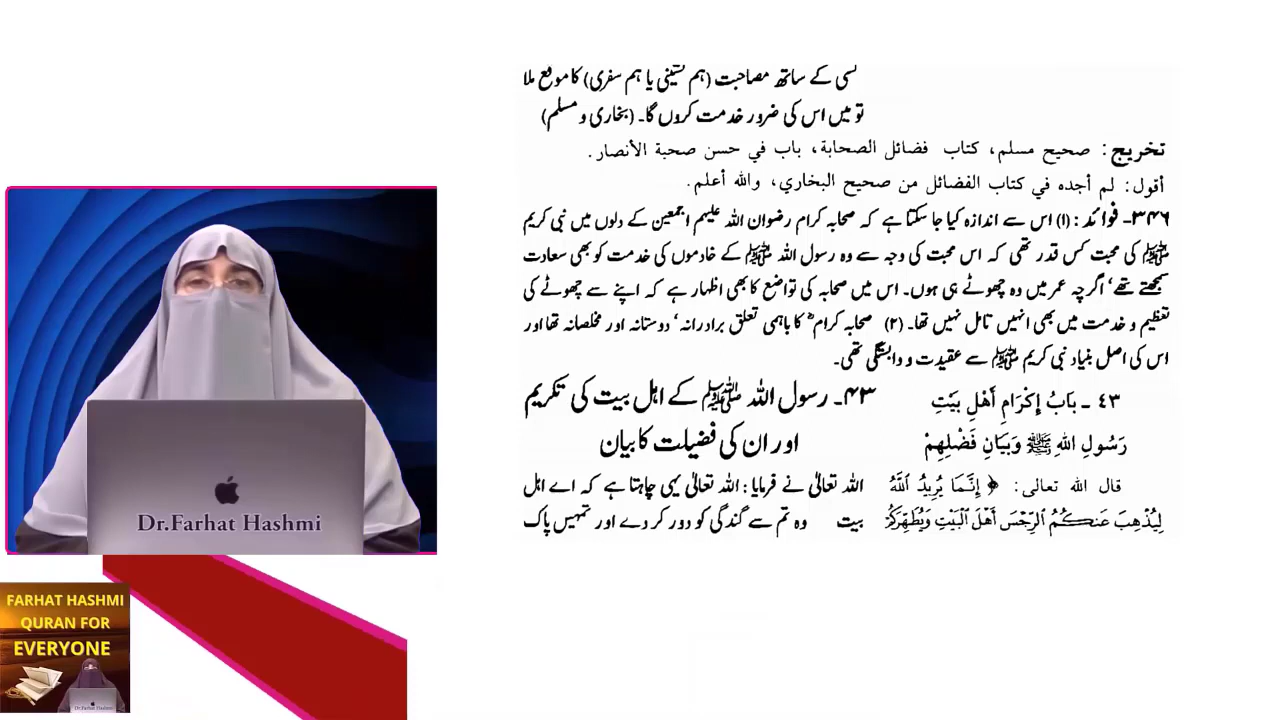 کسی کے ساتھ مصاحبت (ہم نشینی یا ہم سفری) کا موقع ملا
تو میں اس کی ضرور خدمت کروں گا۔ (بخاری و مسلم)
تخريج: صحيح مسلم، كتاب فضائل الصحابة، باب في حسن صحبة الأنصار.
أقول: لم أجده في كتاب الفضائل من صحيح البخاري، والله أعلم.
۳۴۶- فوائد: (۱) اس سے اندازہ کیا جا سکتا ہے کہ صحابہ کرام رضوان اللہ علیہم اجمعین کے دلوں میں نبی کریم
ﷺ کی محبت کس قدر تھی کہ اس محبت کی وجہ سے وہ رسول اللہ ﷺ کے خادموں کی خدمت کو بھی سعادت
سمجھتے تھے' اگرچہ عمر میں وہ چھوٹے ہی ہوں۔ اس میں صحابہ کی تواضع کا بھی اظہار ہے کہ اپنے سے چھوٹے کی
تعظیم و خدمت میں بھی انہیں تامل نہیں تھا۔ (۲) صحابہ کرامؓ کا باہمی تعلق برادرانہ' دوستانہ اور مخلصانہ تھا اور
اس کی اصل بنیاد نبی کریم ﷺ سے عقیدت و وابستگی تھی۔
٤٣ ـ بَابُ إِكْرَامِ أَهْلِ بَيْتِ
رَسُولِ اللهِ ﷺ وَبَيَانِ فَضْلِهِمْ
۴۳۔ رسول اللہ ﷺ کے اہل بیت کی تکریم
اور ان کی فضیلت کا بیان
قال الله تعالى: ﴿ إِنَّمَا يُرِيدُ ٱللَّهُ
لِيُذْهِبَ عَنكُمُ ٱلرِّجْسَ أَهْلَ ٱلْبَيْتِ وَيُطَهِّرَكُمْ
اللہ تعالیٰ نے فرمایا: اللہ تعالیٰ یہی چاہتا ہے کہ اے اہل
بیت وہ تم سے گندگی کو دور کر دے اور تمہیں پاک
Dr.Farhat Hashmi
FARHAT HASHMI
QURAN FOR
EVERYONE